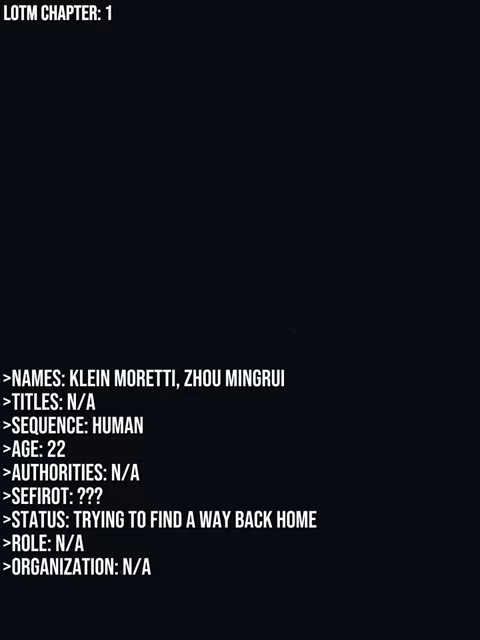 LOTM CHAPTER: 1
>NAMES: KLEIN MORETTI, ZHOU MINGRUI
>TITLES: N/A
>SEQUENCE: HUMAN
>AGE: 22
>AUTHORITIES: N/A
>SEFIROT: ???
>STATUS: TRYING TO FIND A WAY BACK HOME
>ROLE: N/A
>ORGANIZATION: N/A